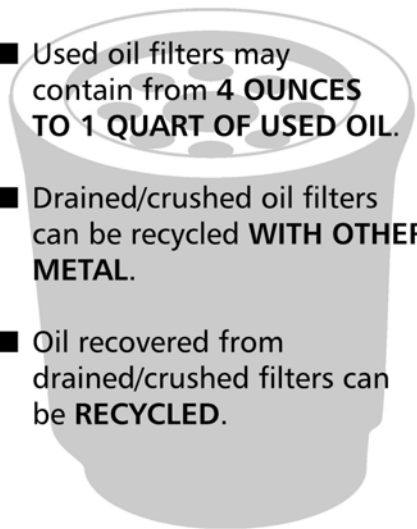 ■ Used oil filters may
contain from 4 OUNCES
TO 1 QUART OF USED OIL.
■ Drained/crushed oil filters
can be recycled WITH OTHER
METAL.
■ Oil recovered from
drained/crushed filters can
be RECYCLED.